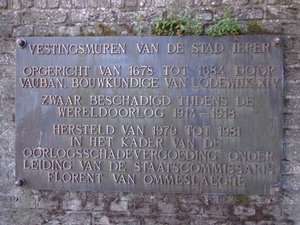 VESTINGSMUREN VAN DE STAD IEPER
OPGERICHT VAN 1678 TOT 1684 DOOR
VAUBAN, BOUWKUNDIGE VAN LODEWIJK XIV
ZWAAR BESCHADIGD TIJDENS DE
WERELDOORLOG 1914-1918
HERSTELD VAN 1979 TOT 1981
IN HET KADER VAN DE
OORLOGSSCHADEVERGOEDING ONDER
LEIDING VAN DE STAATSCOMMISSARIS
FLORENT VAN OMMESLAEGHE